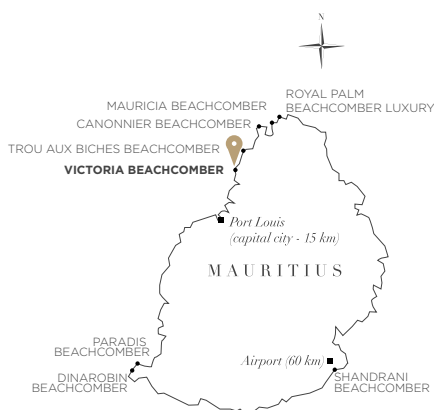 N
ROYAL PALM
BEACHCOMBER LUXURY
MAURICIA BEACHCOMBER
CANONNIER BEACHCOMBER
TROU AUX BICHES BEACHCOMBER
VICTORIA BEACHCOMBER
Port Louis
(capital city - 15 km)
MAURITIUS
PARADIS
BEACHCOMBER
DINAROBIN
BEACHCOMBER
Airport (60 km)
SHANDRANI
BEACHCOMBER